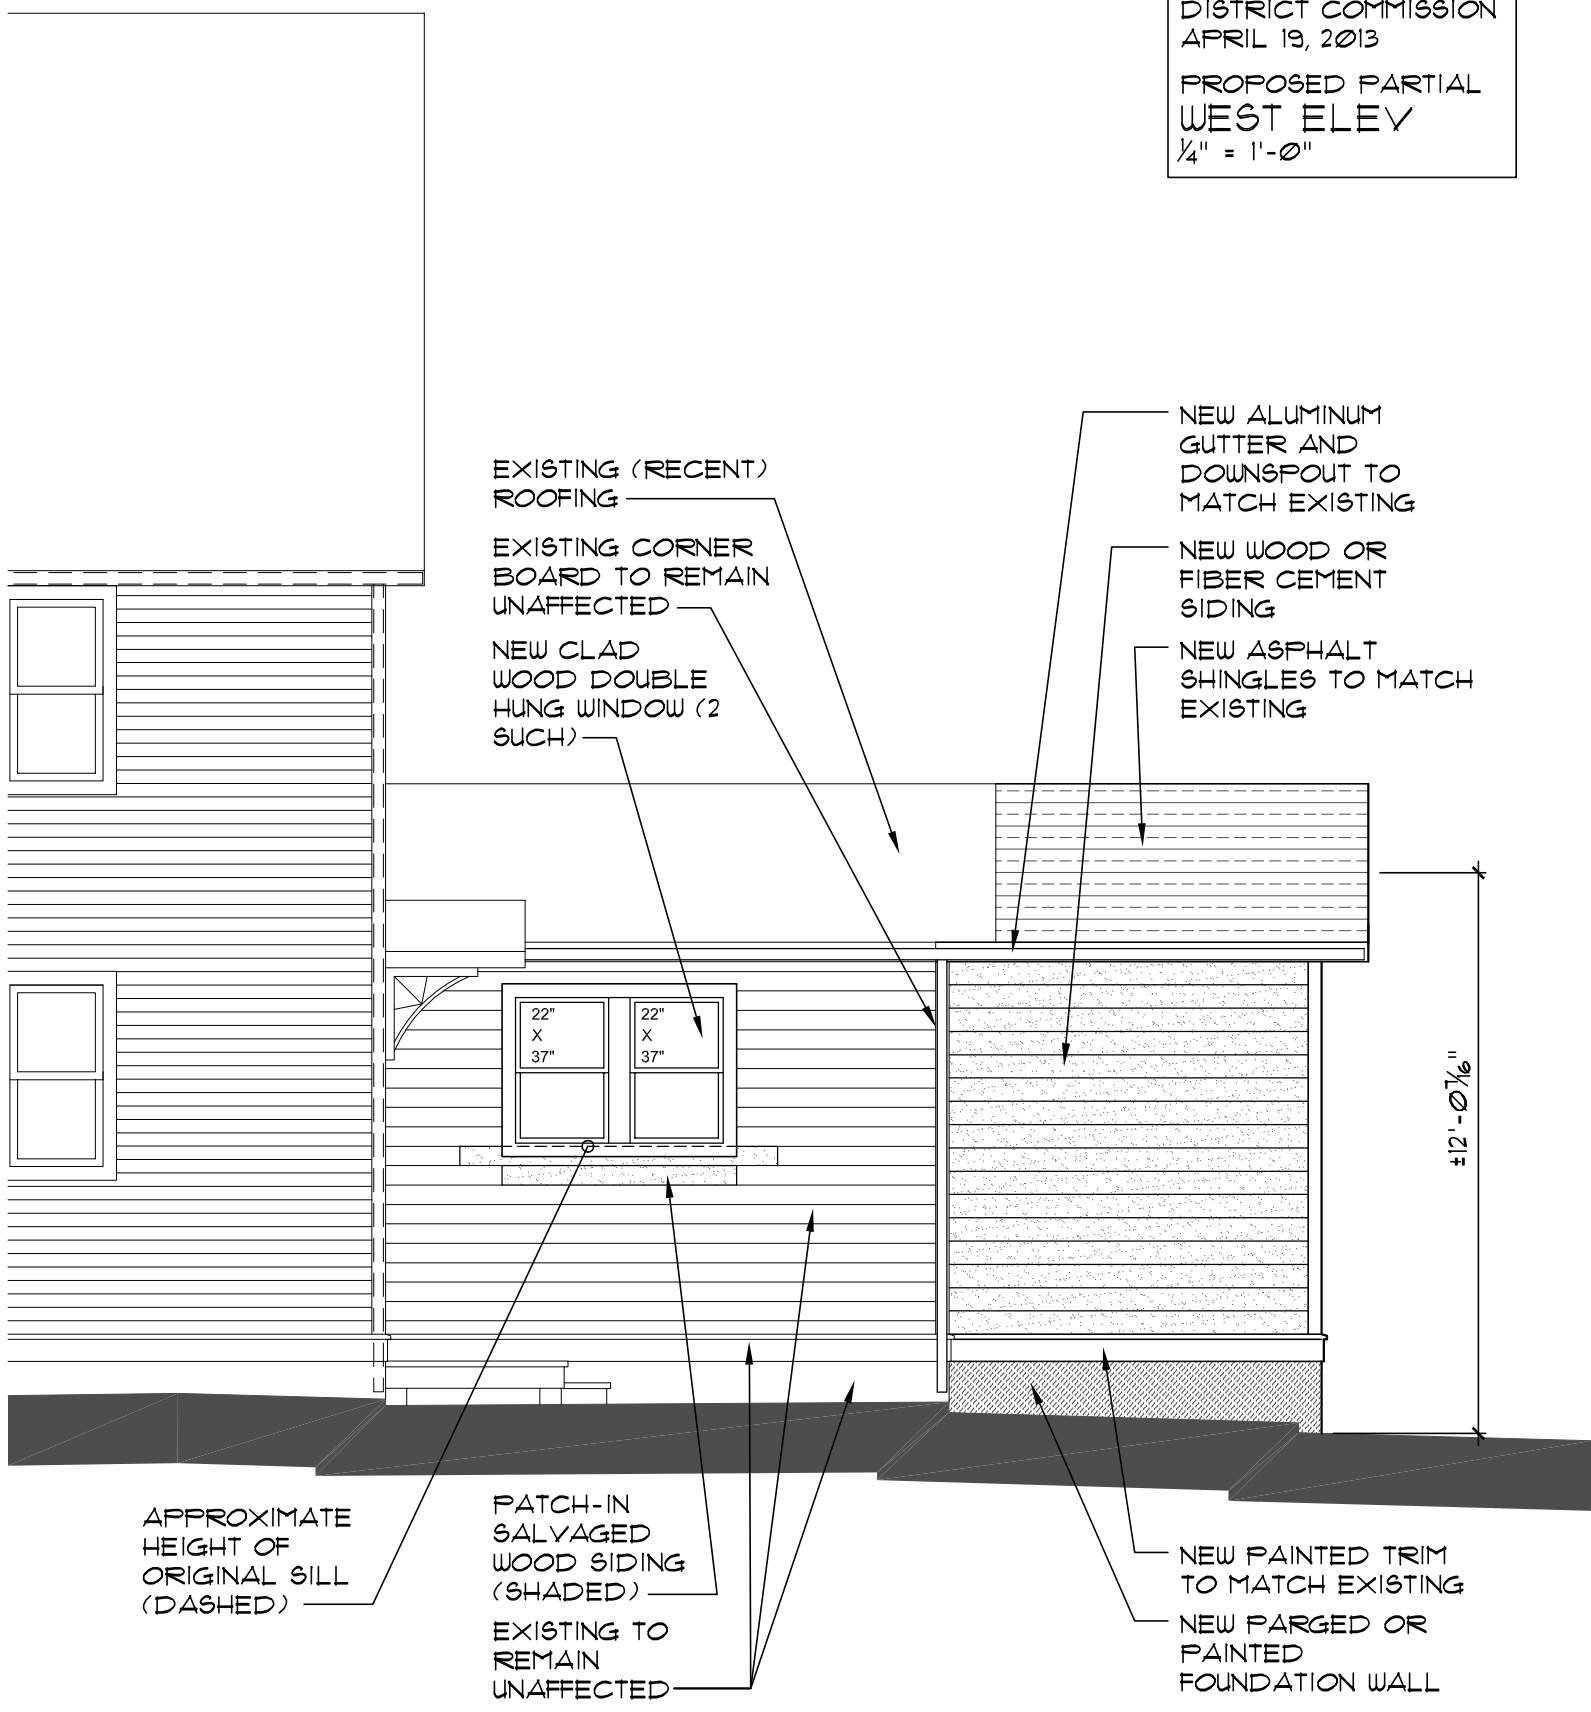 DISTRICT COMMISSION
APRIL 19, 2013
PROPOSED PARTIAL
WEST ELEV
1/4" = 1'-0"
NEW ALUMINUM
GUTTER AND
DOWNSPOUT TO
MATCH EXISTING
EXISTING (RECENT)
ROOFING
EXISTING CORNER
BOARD TO REMAIN
UNAFFECTED
NEW CLAD
WOOD DOUBLE
HUNG WINDOW (2
SUCH)
NEW WOOD OR
FIBER CEMENT
SIDING
NEW ASPHALT
SHINGLES TO MATCH
EXISTING
22"
X
37"
22"
X
37"
±12'-0 7/16"
APPROXIMATE
HEIGHT OF
ORIGINAL SILL
(DASHED)
PATCH-IN
SALVAGED
WOOD SIDING
(SHADED)
EXISTING TO
REMAIN
UNAFFECTED
NEW PAINTED TRIM
TO MATCH EXISTING
NEW PARGED OR
PAINTED
FOUNDATION WALL